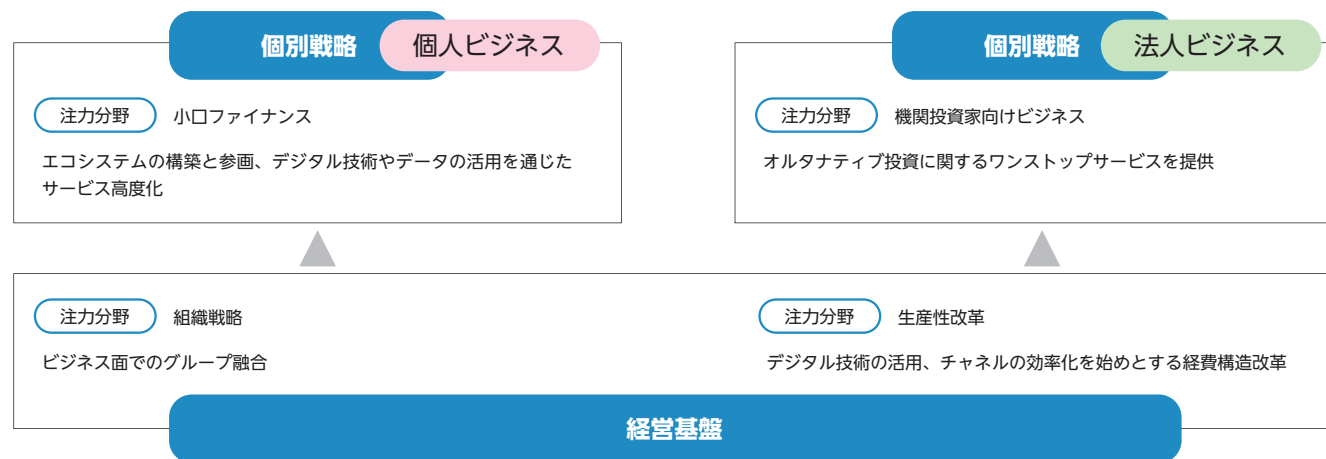 個別戦略 個人ビジネス
注力分野 小口ファイナンス
エコシステムの構築と参画、デジタル技術やデータの活用を通じた
サービス高度化
個別戦略 法人ビジネス
注力分野 機関投資家向けビジネス
オルタナティブ投資に関するワンストップサービスを提供
注力分野 組織戦略
ビジネス面でのグループ融合
注力分野 生産性改革
デジタル技術の活用、チャネルの効率化を始めとする経費構造改革
経営基盤